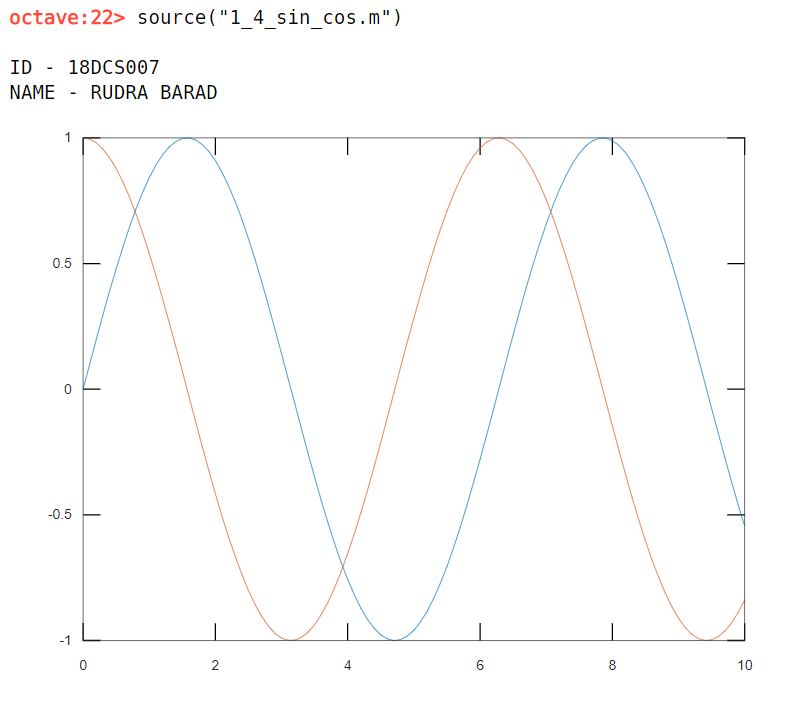 octave:22> source("1_4_sin_cos.m")
ID - 18DCS007
NAME - RUDRA BARAD
1
0.5
0
-0.5
-1
0 2 4 6 8 10